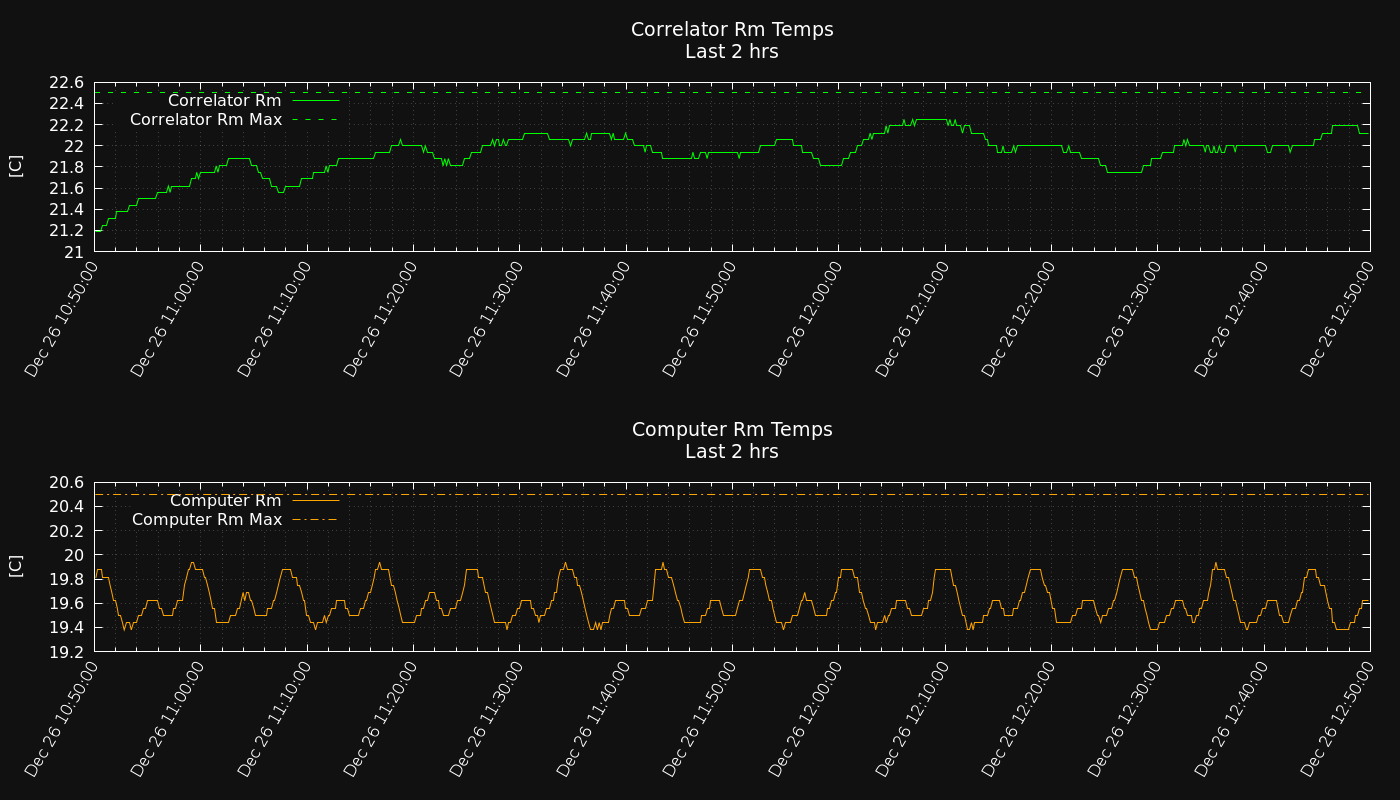 Correlator Rm Temps
Last 2 hrs
[C]
22.6
22.4
22.2
22
21.8
21.6
21.4
21.2
21
Correlator Rm
Correlator Rm Max
Dec 26 10:50:00
Dec 26 11:00:00
Dec 26 11:10:00
Dec 26 11:20:00
Dec 26 11:30:00
Dec 26 11:40:00
Dec 26 11:50:00
Dec 26 12:00:00
Dec 26 12:10:00
Dec 26 12:20:00
Dec 26 12:30:00
Dec 26 12:40:00
Dec 26 12:50:00
Computer Rm Temps
Last 2 hrs
[C]
20.6
20.4
20.2
20
19.8
19.6
19.4
19.2
Computer Rm
Computer Rm Max
Dec 26 10:50:00
Dec 26 11:00:00
Dec 26 11:10:00
Dec 26 11:20:00
Dec 26 11:30:00
Dec 26 11:40:00
Dec 26 11:50:00
Dec 26 12:00:00
Dec 26 12:10:00
Dec 26 12:20:00
Dec 26 12:30:00
Dec 26 12:40:00
Dec 26 12:50:00